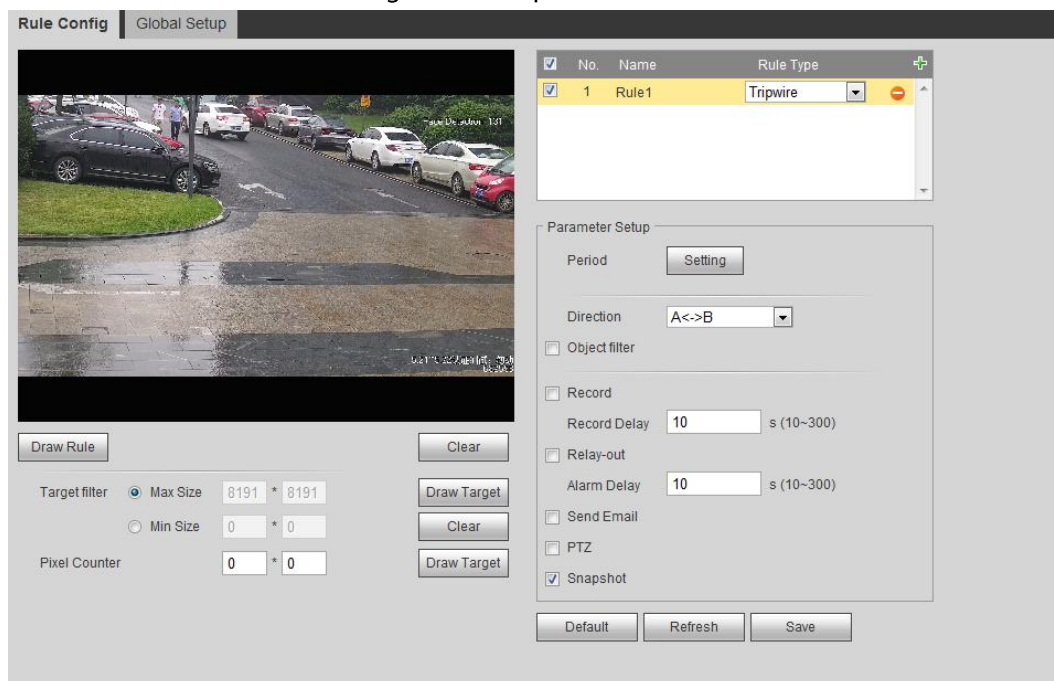 Rule Config Global Setup
No. Name Rule Type
1 Rule1 Tripwire
Parameter Setup
Period Setting
Direction A<->B
Object filter
Record
Record Delay 10 s (10~300)
Relay-out
Alarm Delay 10 s (10~300)
Send Email
PTZ
Snapshot
Default Refresh Save
Draw Rule Clear
Target filter Max Size 8191 * 8191 Draw Target
Min Size 0 * 0 Clear
Pixel Counter 0 * 0 Draw Target